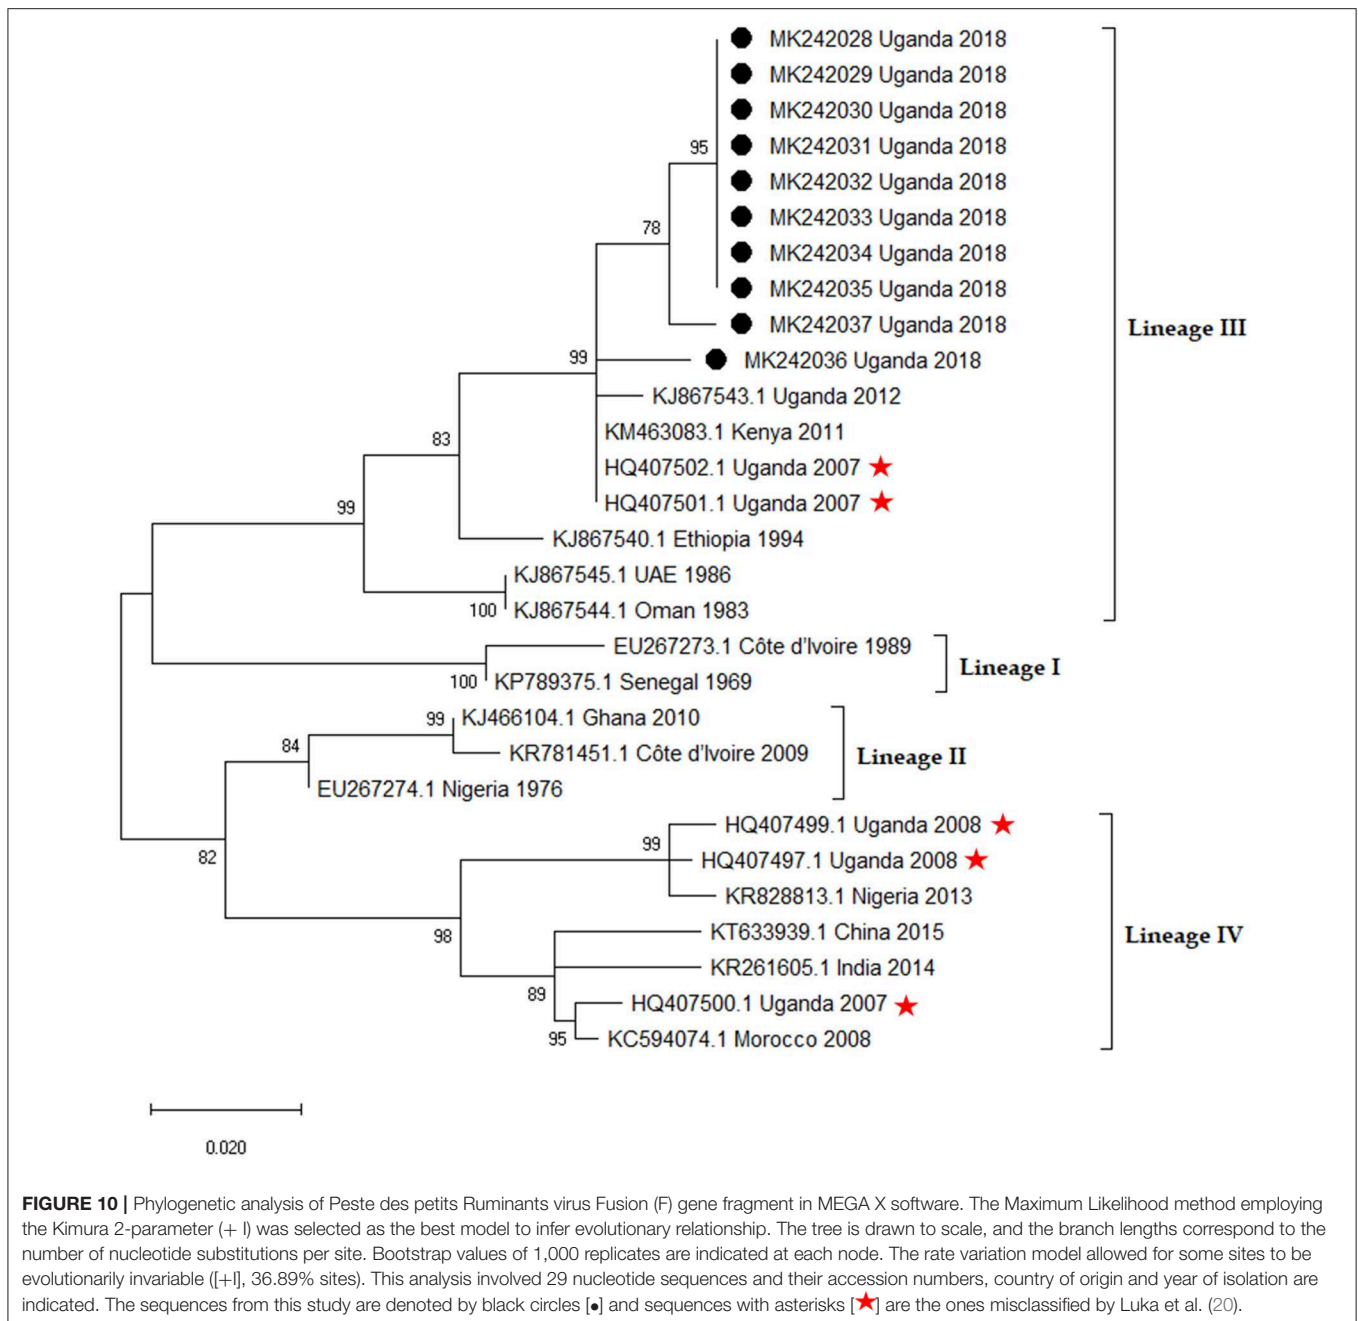 MK242028 Uganda 2018
MK242029 Uganda 2018
MK242030 Uganda 2018
95
MK242031 Uganda 2018
MK242032 Uganda 2018
MK242033 Uganda 2018
78
MK242034 Uganda 2018
MK242035 Uganda 2018
MK242037 Uganda 2018
Lineage III
99
MK242036 Uganda 2018
KJ867543.1 Uganda 2012
KM463083.1 Kenya 2011
83
HQ407502.1 Uganda 2007
HQ407501.1 Uganda 2007
99
KJ867540.1 Ethiopia 1994
KJ867545.1 UAE 1986
100
KJ867544.1 Oman 1983
EU267273.1 Côte d'Ivoire 1989
Lineage I
100
KP789375.1 Senegal 1969
99
KJ466104.1 Ghana 2010
84
KR781451.1 Côte d'Ivoire 2009
Lineage II
EU267274.1 Nigeria 1976
HQ407499.1 Uganda 2008
99
82
HQ407497.1 Uganda 2008
KR828813.1 Nigeria 2013
98
KT633939.1 China 2015
Lineage IV
KR261605.1 India 2014
89
HQ407500.1 Uganda 2007
95
KC594074.1 Morocco 2008
0.020
FIGURE 10 | Phylogenetic analysis of Peste des petits Ruminants virus Fusion (F) gene fragment in MEGA X software. The Maximum Likelihood method employing
the Kimura 2-parameter (+ I) was selected as the best model to infer evolutionary relationship. The tree is drawn to scale, and the branch lengths correspond to the
number of nucleotide substitutions per site. Bootstrap values of 1,000 replicates are indicated at each node. The rate variation model allowed for some sites to be
evolutionarily invariable ([+I], 36.89% sites). This analysis involved 29 nucleotide sequences and their accession numbers, country of origin and year of isolation are
indicated. The sequences from this study are denoted by black circles [●] and sequences with asterisks [★] are the ones misclassified by Luka et al. (20).